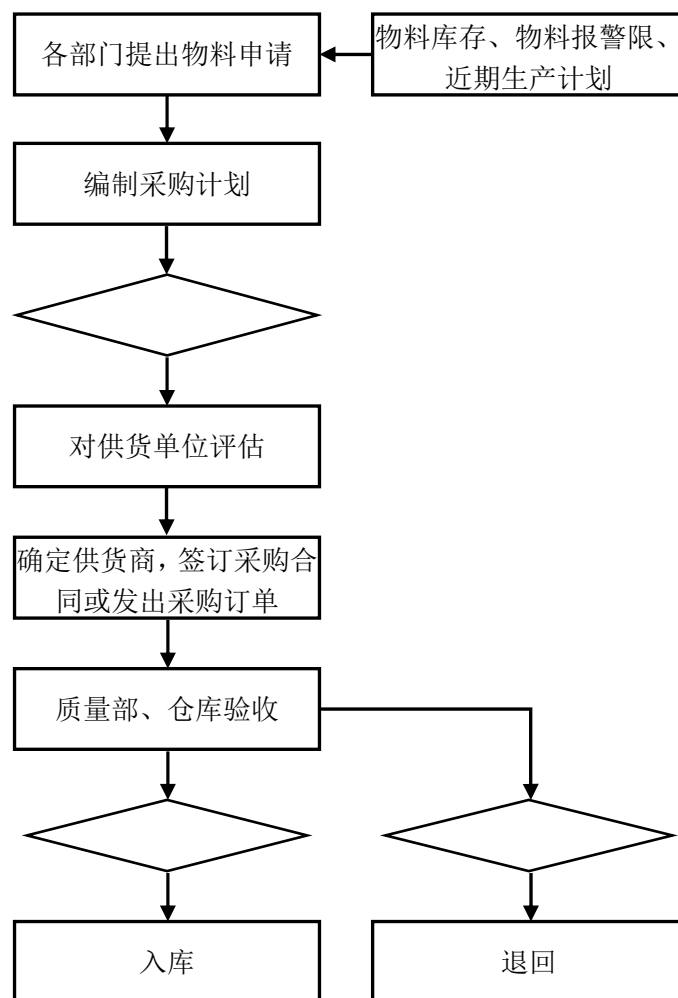 各部门提出物料申请
物料库存、物料报警限、
近期生产计划
编制采购计划
对供货单位评估
确定供货商，签订采购合
同或发出采购订单
质量部、仓库验收
入库
退回